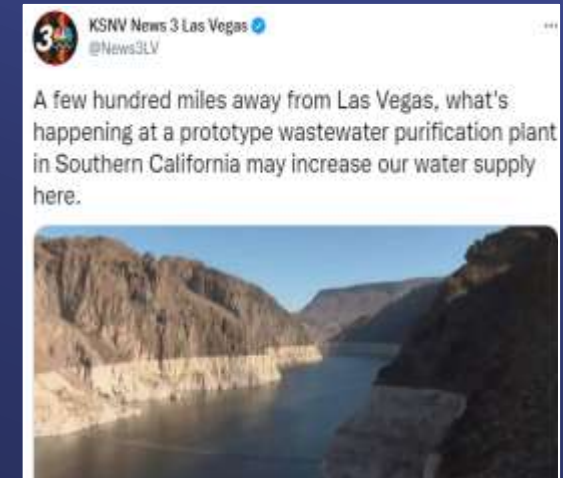 KSNV News 3 Las Vegas
@News3LV
A few hundred miles away from Las Vegas, what's
happening at a prototype wastewater purification plant
in Southern California may increase our water supply
here.
3